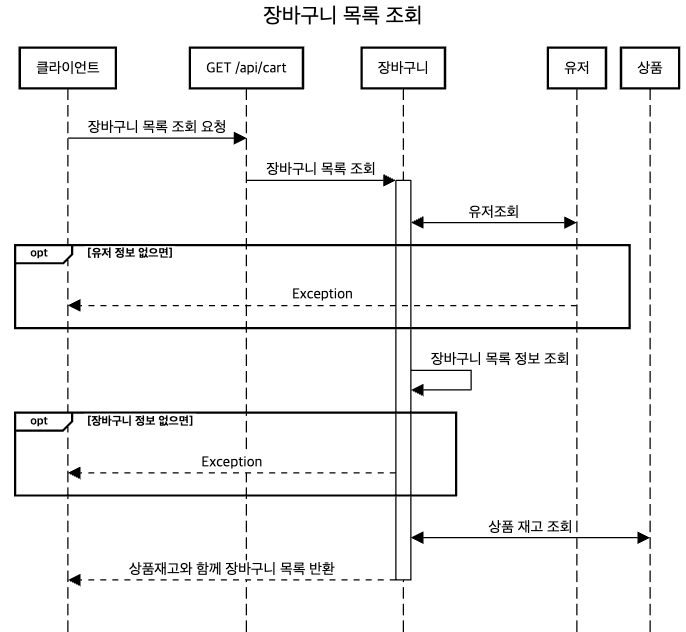 장바구니 목록 조회
클라이언트
GET /api/cart
장바구니
유저
상품
장바구니 목록 조회 요청
장바구니 목록 조회
유저조회
opt
[유저 정보 없으면]
Exception
장바구니 목록 정보 조회
opt
[장바구니 정보 없으면]
Exception
상품 재고 조회
상품재고와 함께 장바구니 목록 반환